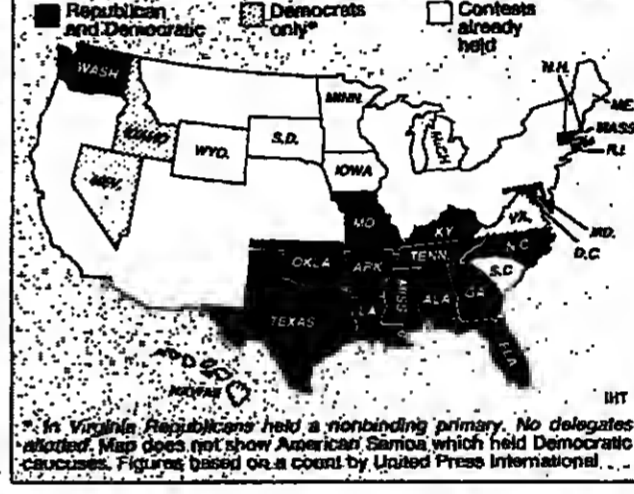 Republican and Democratic
Democrats only*
Contests already held
WASH
IDAHO
NEV.
WYO.
S.D.
MINN.
IOWA
MICH
N.H.
ME.
MASS
R.I.
MD.
D.C.
VA.
MO
KY
N.C
TENN
S.C
OKLA
ARK
MISS
ALA
GA
TEXAS
LA
FLA
HAWAII
IHT
* In Virginia Republicans held a nonbinding primary. No delegates
allotted. Map does not show American Samoa which held Democratic
caucuses. Figures based on a count by United Press International